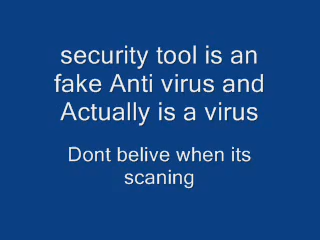 security tool is an
fake Anti virus and
Actually is a virus
Dont belive when its
scaning